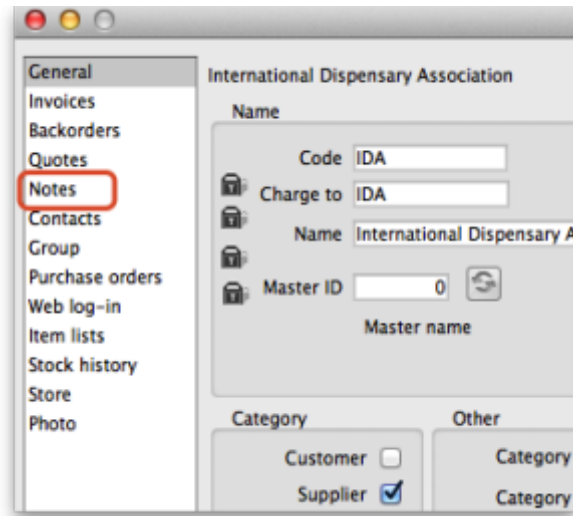 General
Invoices
Backorders
Quotes
Notes
Contacts
Group
Purchase orders
Web log-in
Item lists
Stock history
Store
Photo
International Dispensary Association
Name
Code IDA
Charge to IDA
Name International Dispensary A
Master ID 0
Master name
Category
Customer
Supplier
Other
Category
Category